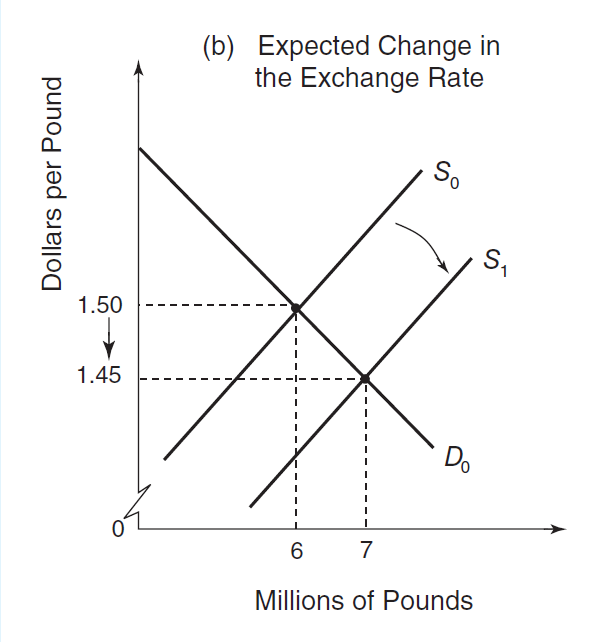 (b) Expected Change in
the Exchange Rate
Dollars per Pound
S₀
S₁
1.50
1.45
D₀
0
6 7
Millions of Pounds